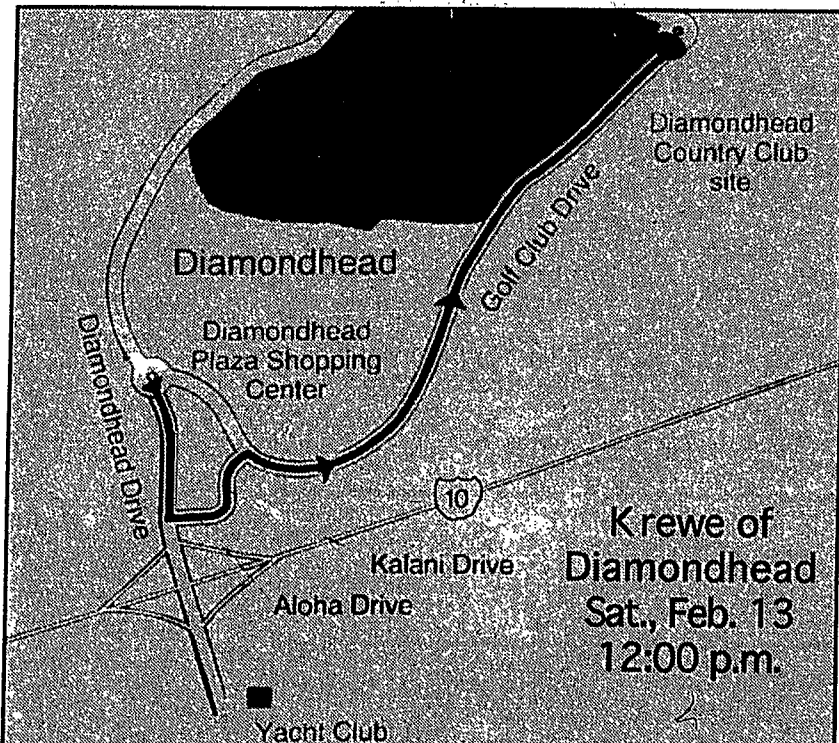 Diamondhead
Country Club
site
Golf Club Drive
Diamondhead
Diamondhead
Plaza Shopping
Center
Diamondhead Drive
10
Kalani Drive
Aloha Drive
Krewe of
Diamondhead
Sat., Feb. 13
12:00 p.m.
Yacht Club